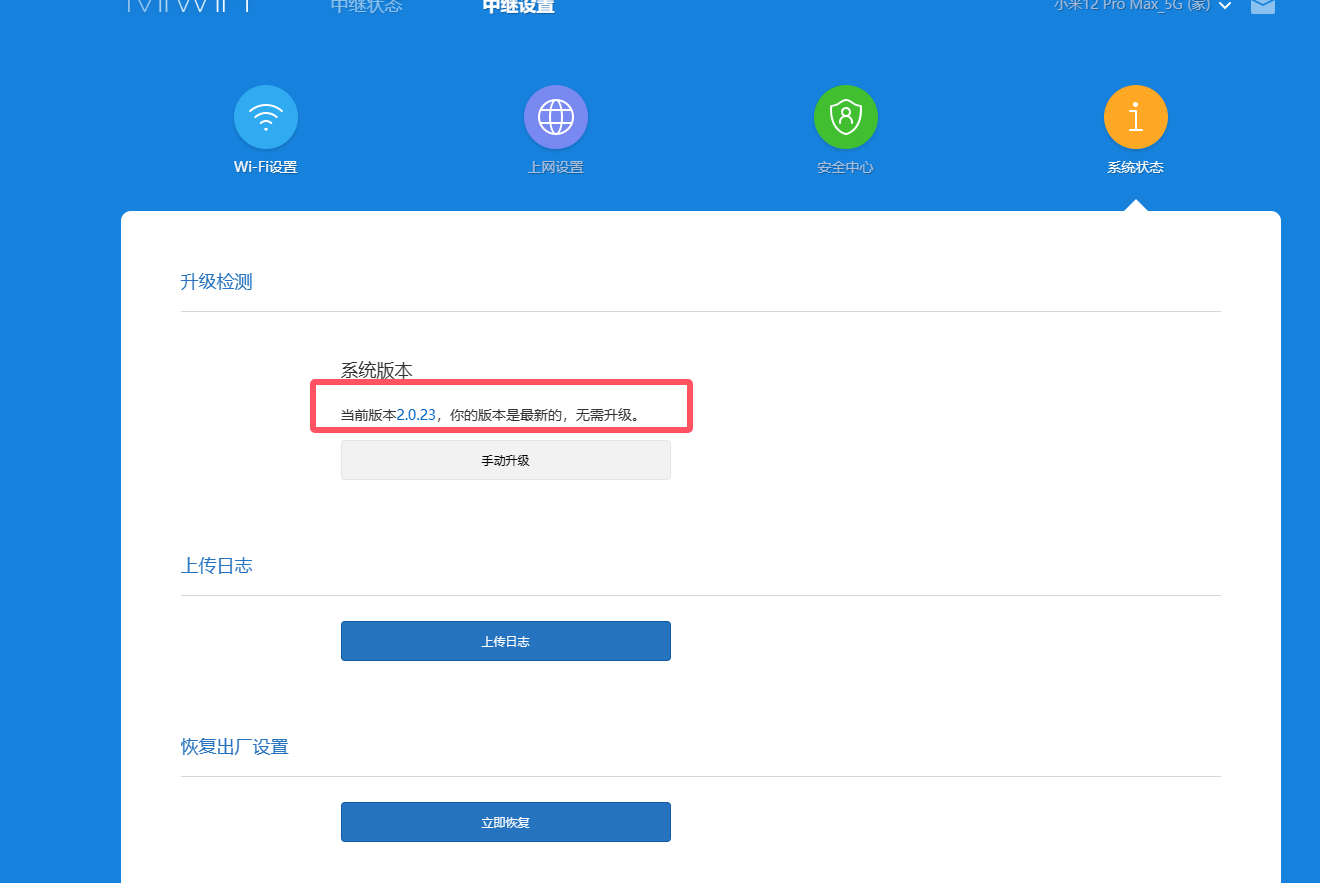 MiWiFi 中继状态 中继设置 小米12 Pro Max_5G (家)
Wi-Fi设置 上网设置 安全中心 系统状态
升级检测
系统版本
当前版本2.0.23，你的版本是最新的，无需升级。
手动升级
上传日志
上传日志
恢复出厂设置
立即恢复